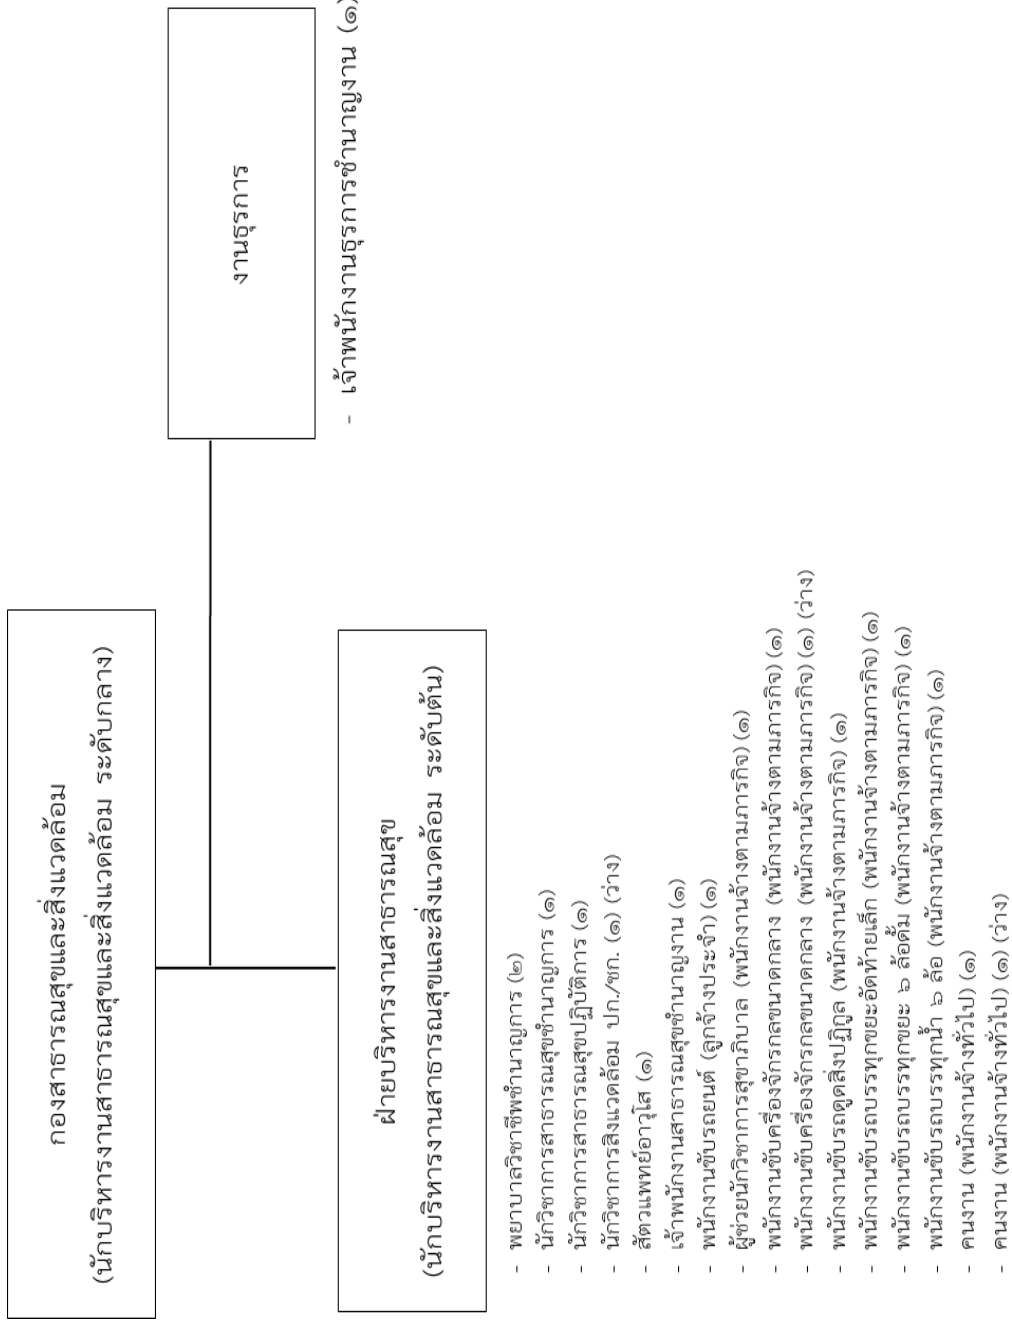 กองสาธารณสุขและสิ่งแวดล้อม
(นักบริหารงานสาธารณสุขและสิ่งแวดล้อม ระดับกลาง)
งานธุรการ
- เจ้าพนักงานธุรการชำนาญงาน (๑)
ฝ่ายบริหารงานสาธารณสุข
(นักบริหารงานสาธารณสุขและสิ่งแวดล้อม ระดับต้น)
- พยาบาลวิชาชีพชำนาญการ (๒)
- นักวิชาการสาธารณสุขชำนาญการ (๑)
- นักวิชาการสาธารณสุขปฏิบัติการ (๑)
- นักวิชาการสิ่งแวดล้อม ปก./ชก. (๑) (ว่าง)
- สัตวแพทย์อาวุโส (๑)
- เจ้าพนักงานสาธารณสุขชำนาญงาน (๑)
- พนักงานขับรถยนต์ (ลูกจ้างประจำ) (๑)
- ผู้ช่วยนักวิชาการสุขาภิบาล (พนักงานจ้างตามภารกิจ) (๑)
- พนักงานขับเครื่องจักรกลขนาดกลาง (พนักงานจ้างตามภารกิจ) (๑)
- พนักงานขับเครื่องจักรกลขนาดกลาง (พนักงานจ้างตามภารกิจ) (๑) (ว่าง)
- พนักงานขับรถดูดสิ่งปฏิกูล (พนักงานจ้างตามภารกิจ) (๑)
- พนักงานขับรถบรรทุกขยะอัดท้ายเล็ก (พนักงานจ้างตามภารกิจ) (๑)
- พนักงานขับรถบรรทุกขยะ ๖ ล้อดั้ม (พนักงานจ้างตามภารกิจ) (๑)
- พนักงานขับรถบรรทุกน้ำ ๖ ล้อ (พนักงานจ้างตามภารกิจ) (๑)
- คนงาน (พนักงานจ้างทั่วไป) (๑)
- คนงาน (พนักงานจ้างทั่วไป) (๑) (ว่าง)